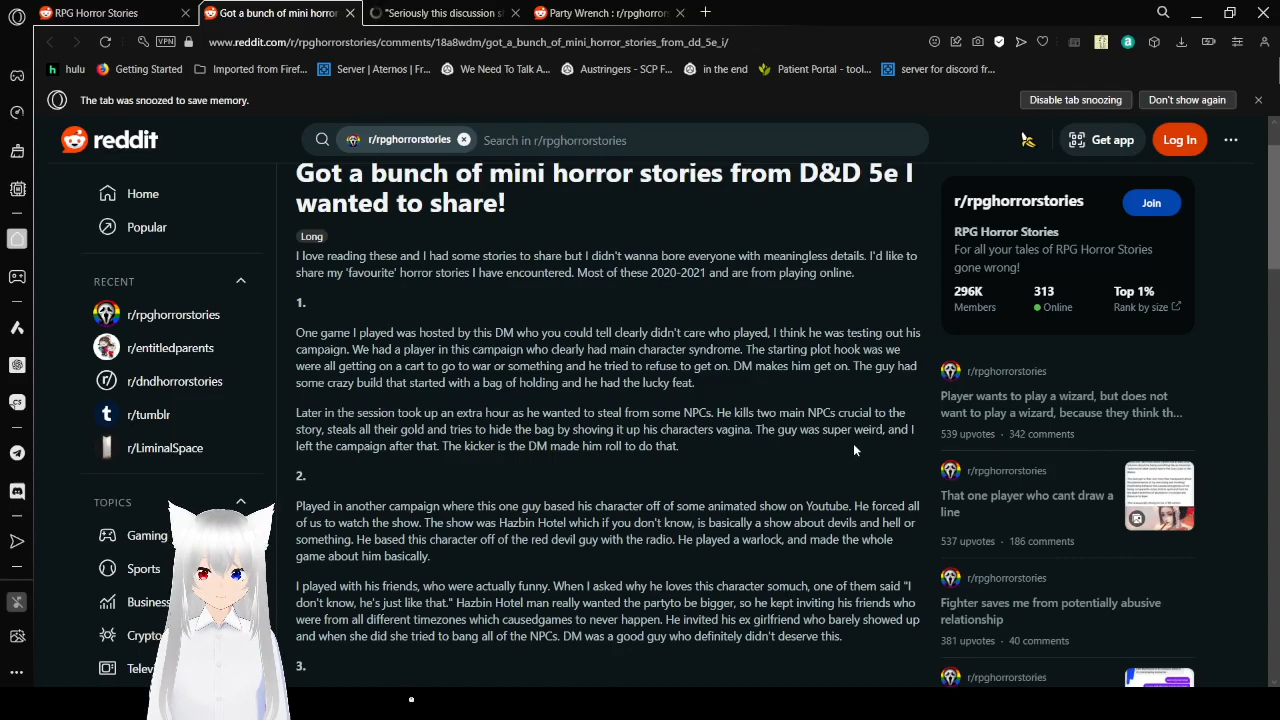 RPG Horror Stories
Got a bunch of mini horror
"Seriously this discussion s
Party Wrench : r/rpghorror
VPN
www.reddit.com/r/rpghorrorstories/comments/18a8wdm/got_a_bunch_of_mini_horror_stories_from_dd_5e_i/
hulu
Getting Started
Imported from Firef...
Server | Aternos | Fr...
We Need To Talk A...
Austringers - SCP F...
in the end
Patient Portal - tool...
server for discord fr...
The tab was snoozed to save memory.
Disable tab snoozing
Don't show again
reddit
r/rpghorrorstories
Search in r/rpghorrorstories
Get app
Log In
Home
Popular
RECENT
r/rpghorrorstories
r/entitledparents
r/dndhorrorstories
r/tumblr
r/LiminalSpace
TOPICS
Gaming
Sports
Business
Crypto
Telev
Got a bunch of mini horror stories from D&D 5e I
wanted to share!
Long
I love reading these and I had some stories to share but I didn't wanna bore everyone with meaningless details. I'd like to
share my 'favourite' horror stories I have encountered. Most of these 2020-2021 and are from playing online.
1.
One game I played was hosted by this DM who you could tell clearly didn't care who played, I think he was testing out his
campaign. We had a player in this campaign who clearly had main character syndrome. The starting plot hook was we
were all getting on a cart to go to war or something and he tried to refuse to get on. DM makes him get on. The guy had
some crazy build that started with a bag of holding and he had the lucky feat.
Later in the session took up an extra hour as he wanted to steal from some NPCs. He kills two main NPCs crucial to the
story, steals all their gold and tries to hide the bag by shoving it up his characters vagina. The guy was super weird, and I
left the campaign after that. The kicker is the DM made him roll to do that.
2.
Played in another campaign where this one guy based his character off of some animated show on Youtube. He forced all
of us to watch the show. The show was Hazbin Hotel which if you don't know, is basically a show about devils and hell or
something. He based this character off of the red devil guy with the radio. He played a warlock, and made the whole
game about him basically.
I played with his friends, who were actually funny. When I asked why he loves this character somuch, one of them said "I
don't know, he's just like that." Hazbin Hotel man really wanted the partyto be bigger, so he kept inviting his friends who
were from all different timezones which causedgames to never happen. He invited his ex girlfriend who barely showed up
and when she did she tried to bang all of the NPCs. DM was a good guy who definitely didn't deserve this.
3.
r/rpghorrorstories
Join
RPG Horror Stories
For all your tales of RPG Horror Stories
gone wrong!
296K
313
Top 1%
Members
Online
Rank by size
r/rpghorrorstories
Player wants to play a wizard, but does
not want to play a wizard, because they think th...
539 upvotes · 342 comments
r/rpghorrorstories
That one player who cant draw a
line
537 upvotes · 186 comments
r/rpghorrorstories
Fighter saves me from potentially abusive
relationship
381 upvotes · 40 comments
r/rpghorrorstories